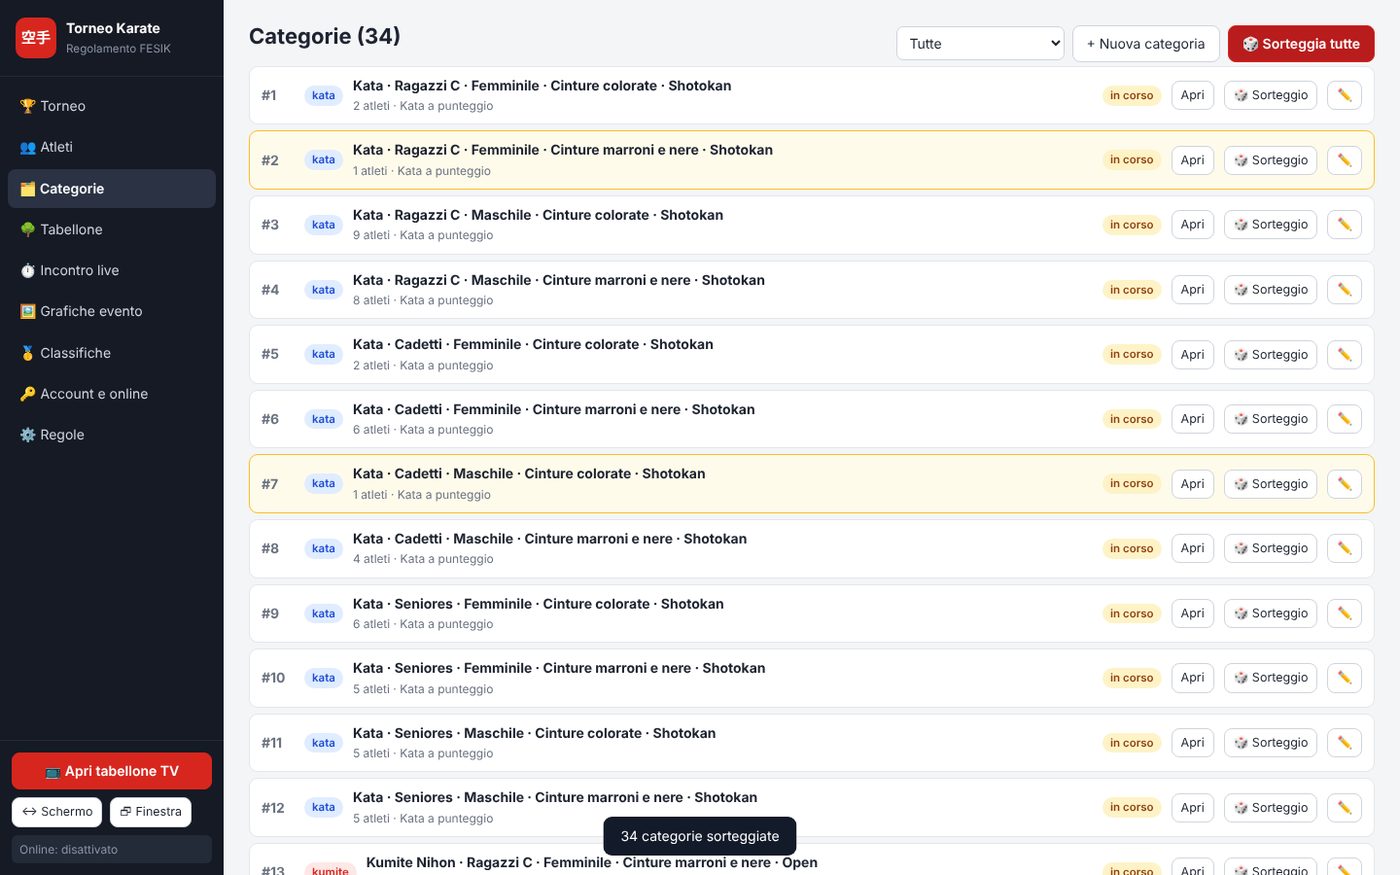 空手
Torneo Karate
Regolamento FESIK
🏆 Torneo
👥 Atleti
🗂️ Categorie
🌳 Tabellone
⏱️ Incontro live
🖼️ Grafiche evento
🥇 Classifiche
🔑 Account e online
⚙️ Regole
📺 Apri tabellone TV
↔ Schermo
🗗 Finestra
Online: disattivato
Categorie (34)
Tutte
+ Nuova categoria
🎲 Sorteggia tutte
#1 kata Kata · Ragazzi C · Femminile · Cinture colorate · Shotokan
2 atleti · Kata a punteggio
in corso Apri 🎲 Sorteggio ✏️
#2 kata Kata · Ragazzi C · Femminile · Cinture marroni e nere · Shotokan
1 atleti · Kata a punteggio
in corso Apri 🎲 Sorteggio ✏️
#3 kata Kata · Ragazzi C · Maschile · Cinture colorate · Shotokan
9 atleti · Kata a punteggio
in corso Apri 🎲 Sorteggio ✏️
#4 kata Kata · Ragazzi C · Maschile · Cinture marroni e nere · Shotokan
8 atleti · Kata a punteggio
in corso Apri 🎲 Sorteggio ✏️
#5 kata Kata · Cadetti · Femminile · Cinture colorate · Shotokan
2 atleti · Kata a punteggio
in corso Apri 🎲 Sorteggio ✏️
#6 kata Kata · Cadetti · Femminile · Cinture marroni e nere · Shotokan
6 atleti · Kata a punteggio
in corso Apri 🎲 Sorteggio ✏️
#7 kata Kata · Cadetti · Maschile · Cinture colorate · Shotokan
1 atleti · Kata a punteggio
in corso Apri 🎲 Sorteggio ✏️
#8 kata Kata · Cadetti · Maschile · Cinture marroni e nere · Shotokan
4 atleti · Kata a punteggio
in corso Apri 🎲 Sorteggio ✏️
#9 kata Kata · Seniores · Femminile · Cinture colorate · Shotokan
6 atleti · Kata a punteggio
in corso Apri 🎲 Sorteggio ✏️
#10 kata Kata · Seniores · Femminile · Cinture marroni e nere · Shotokan
5 atleti · Kata a punteggio
in corso Apri 🎲 Sorteggio ✏️
#11 kata Kata · Seniores · Maschile · Cinture colorate · Shotokan
5 atleti · Kata a punteggio
in corso Apri 🎲 Sorteggio ✏️
#12 kata Kata · Seniores · Maschile · Cinture marroni e nere · Shotokan
5 atleti · Kata a punteggio
in corso Apri 🎲 Sorteggio ✏️
34 categorie sorteggiate
#13 kumite Kumite Nihon · Ragazzi C · Femminile · Cinture marroni e nere · Open
in corso Apri 🎲 Sorteggio ✏️